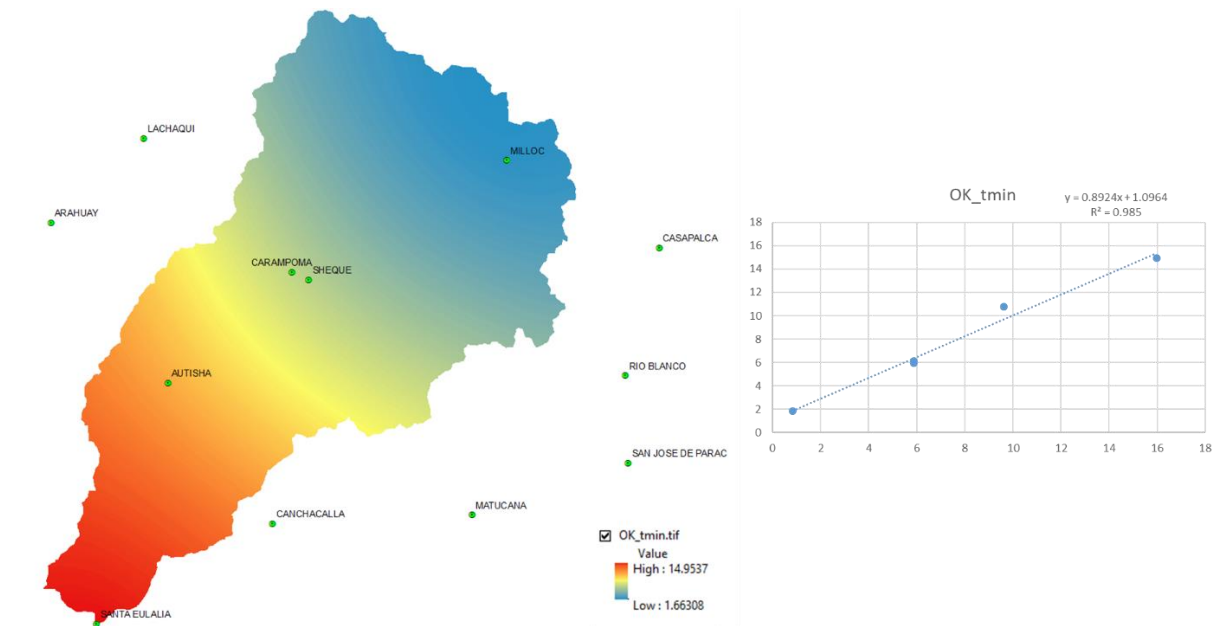 LACHAQUI
MILLOC
ARAHUAY
CASAPALCA
CARAMPOMA
SHEQUE
AUTISHA
RIO BLANCO
SAN JOSE DE PARAC
MATUCANA
CANCHACALLA
SANTA EULALIA
OK_tmin.tif
Value
High : 14.9537
Low : 1.66308
OK_tmin
y = 0.8924x + 1.0964
R² = 0.985
18
16
14
12
10
8
6
4
2
0
0 2 4 6 8 10 12 14 16 18